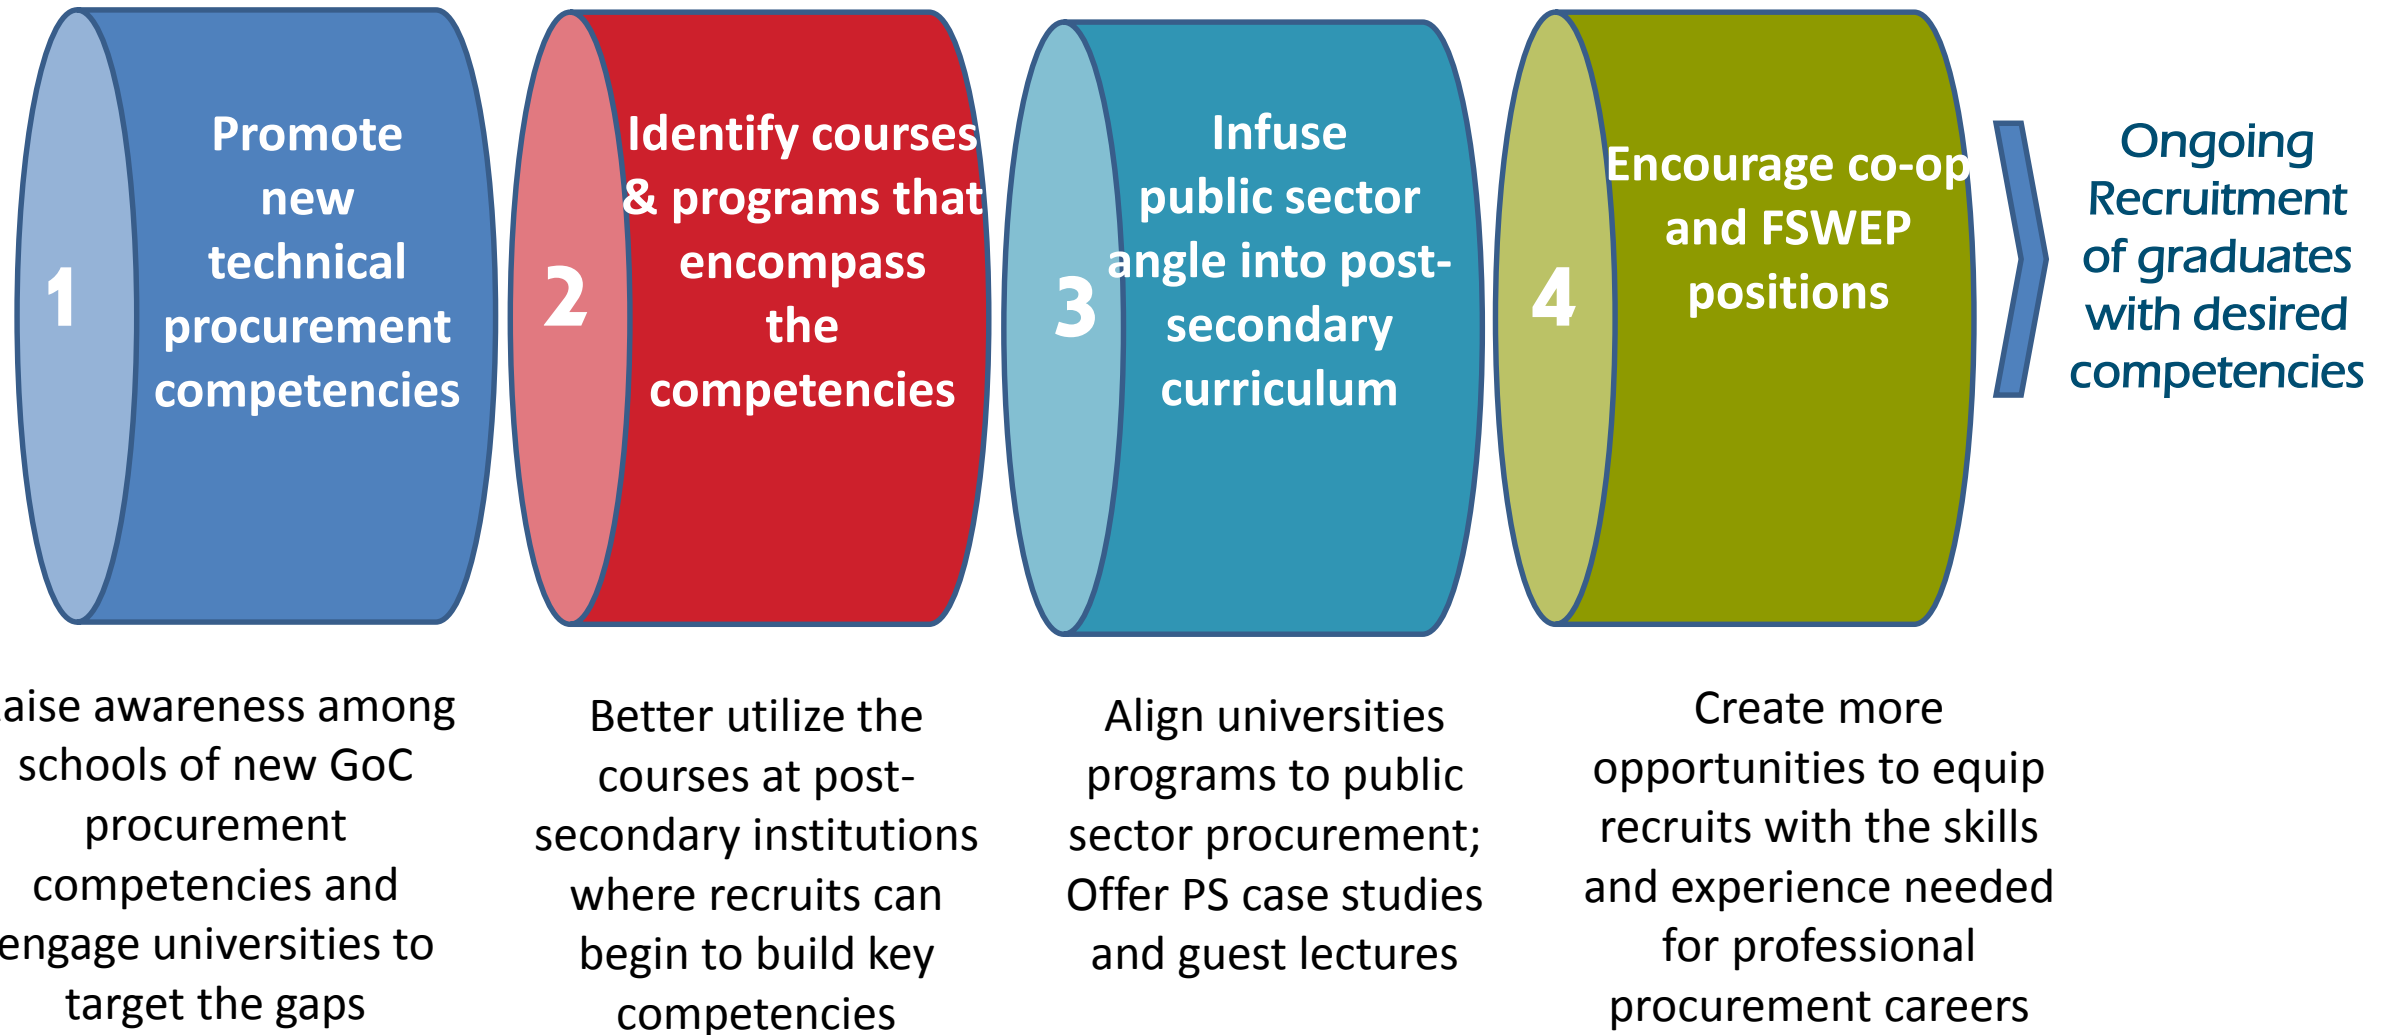 1
Promote
new
technical
procurement
competencies
2
Identify courses
& programs that
encompass
the
competencies
3
Infuse
public sector
angle into post-
secondary
curriculum
4
Encourage co-op
and FSWEP
positions
Ongoing
Recruitment
of graduates
with desired
competencies
aise awareness among
schools of new GoC
procurement
competencies and
engage universities to
target the gaps
Better utilize the
courses at post-
secondary institutions
where recruits can
begin to build key
competencies
Align universities
programs to public
sector procurement;
Offer PS case studies
and guest lectures
Create more
opportunities to equip
recruits with the skills
and experience needed
for professional
procurement careers